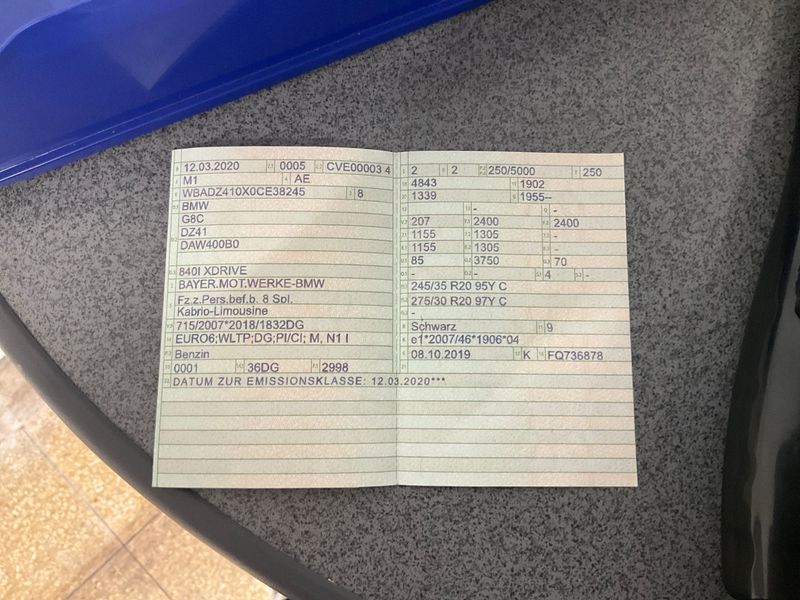 12.03.2020 0005 CVE00003 4
M1 AE
WBADZ410X0CE38245 8
BMW
G8C
DZ41
DAW400B0
840I XDRIVE
BAYER.MOT.WERKE-BMW
Fz.z.Pers.bef.b. 8 Spl.
Kabrio-Limousine
715/2007*2018/1832DG
EURO6;WLTP;DG;PI/CI; M, N1 I
Benzin
0001 36DG 2998
DATUM ZUR EMISSIONSKLASSE: 12.03.2020***
2 2 250/5000 250
4843 1902
1339 1955--
- - -
207 2400 2400
1155 1305 -
1155 1305 -
85 3750 70
- - 4 -
245/35 R20 95Y C
275/30 R20 97Y C
-
Schwarz 9
e1*2007/46*1906*04
08.10.2019 K FQ736878